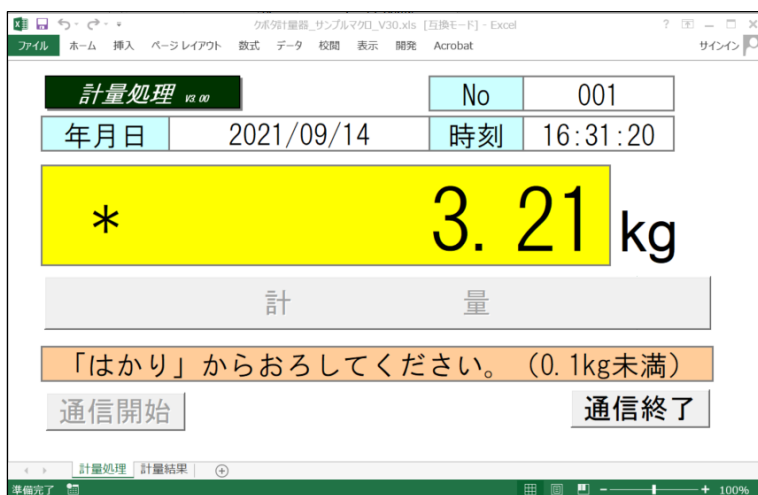 クボタ計量器_サンプルマクロ_V30.xls [互換モード] - Excel
ファイル ホーム 挿入 ページ レイアウト 数式 データ 校閲 表示 開発 Acrobat サインイン
計量処理 V3.00 No 001
年月日 2021/09/14 時刻 16:31:20
* 3.21 kg
計 量
「はかり」からおろしてください。(0.1kg未満)
通信開始 通信終了
計量処理 計量結果
準備完了 100%